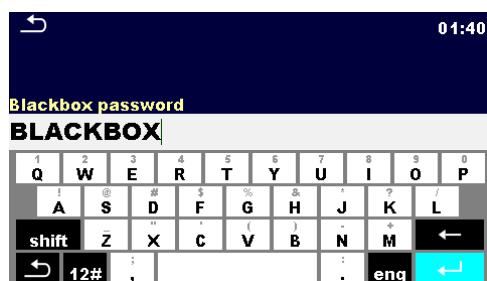 01:40
Blackbox password
BLACKBOX
1 2 3 4 5 6 7 8 9 0
Q W E R T Y U I O P
! @ # $ % & ^ ? /
A S D F G H J K L
shift Z X C V B N M
_ " ' ( ) - +
12# ; , : . eng